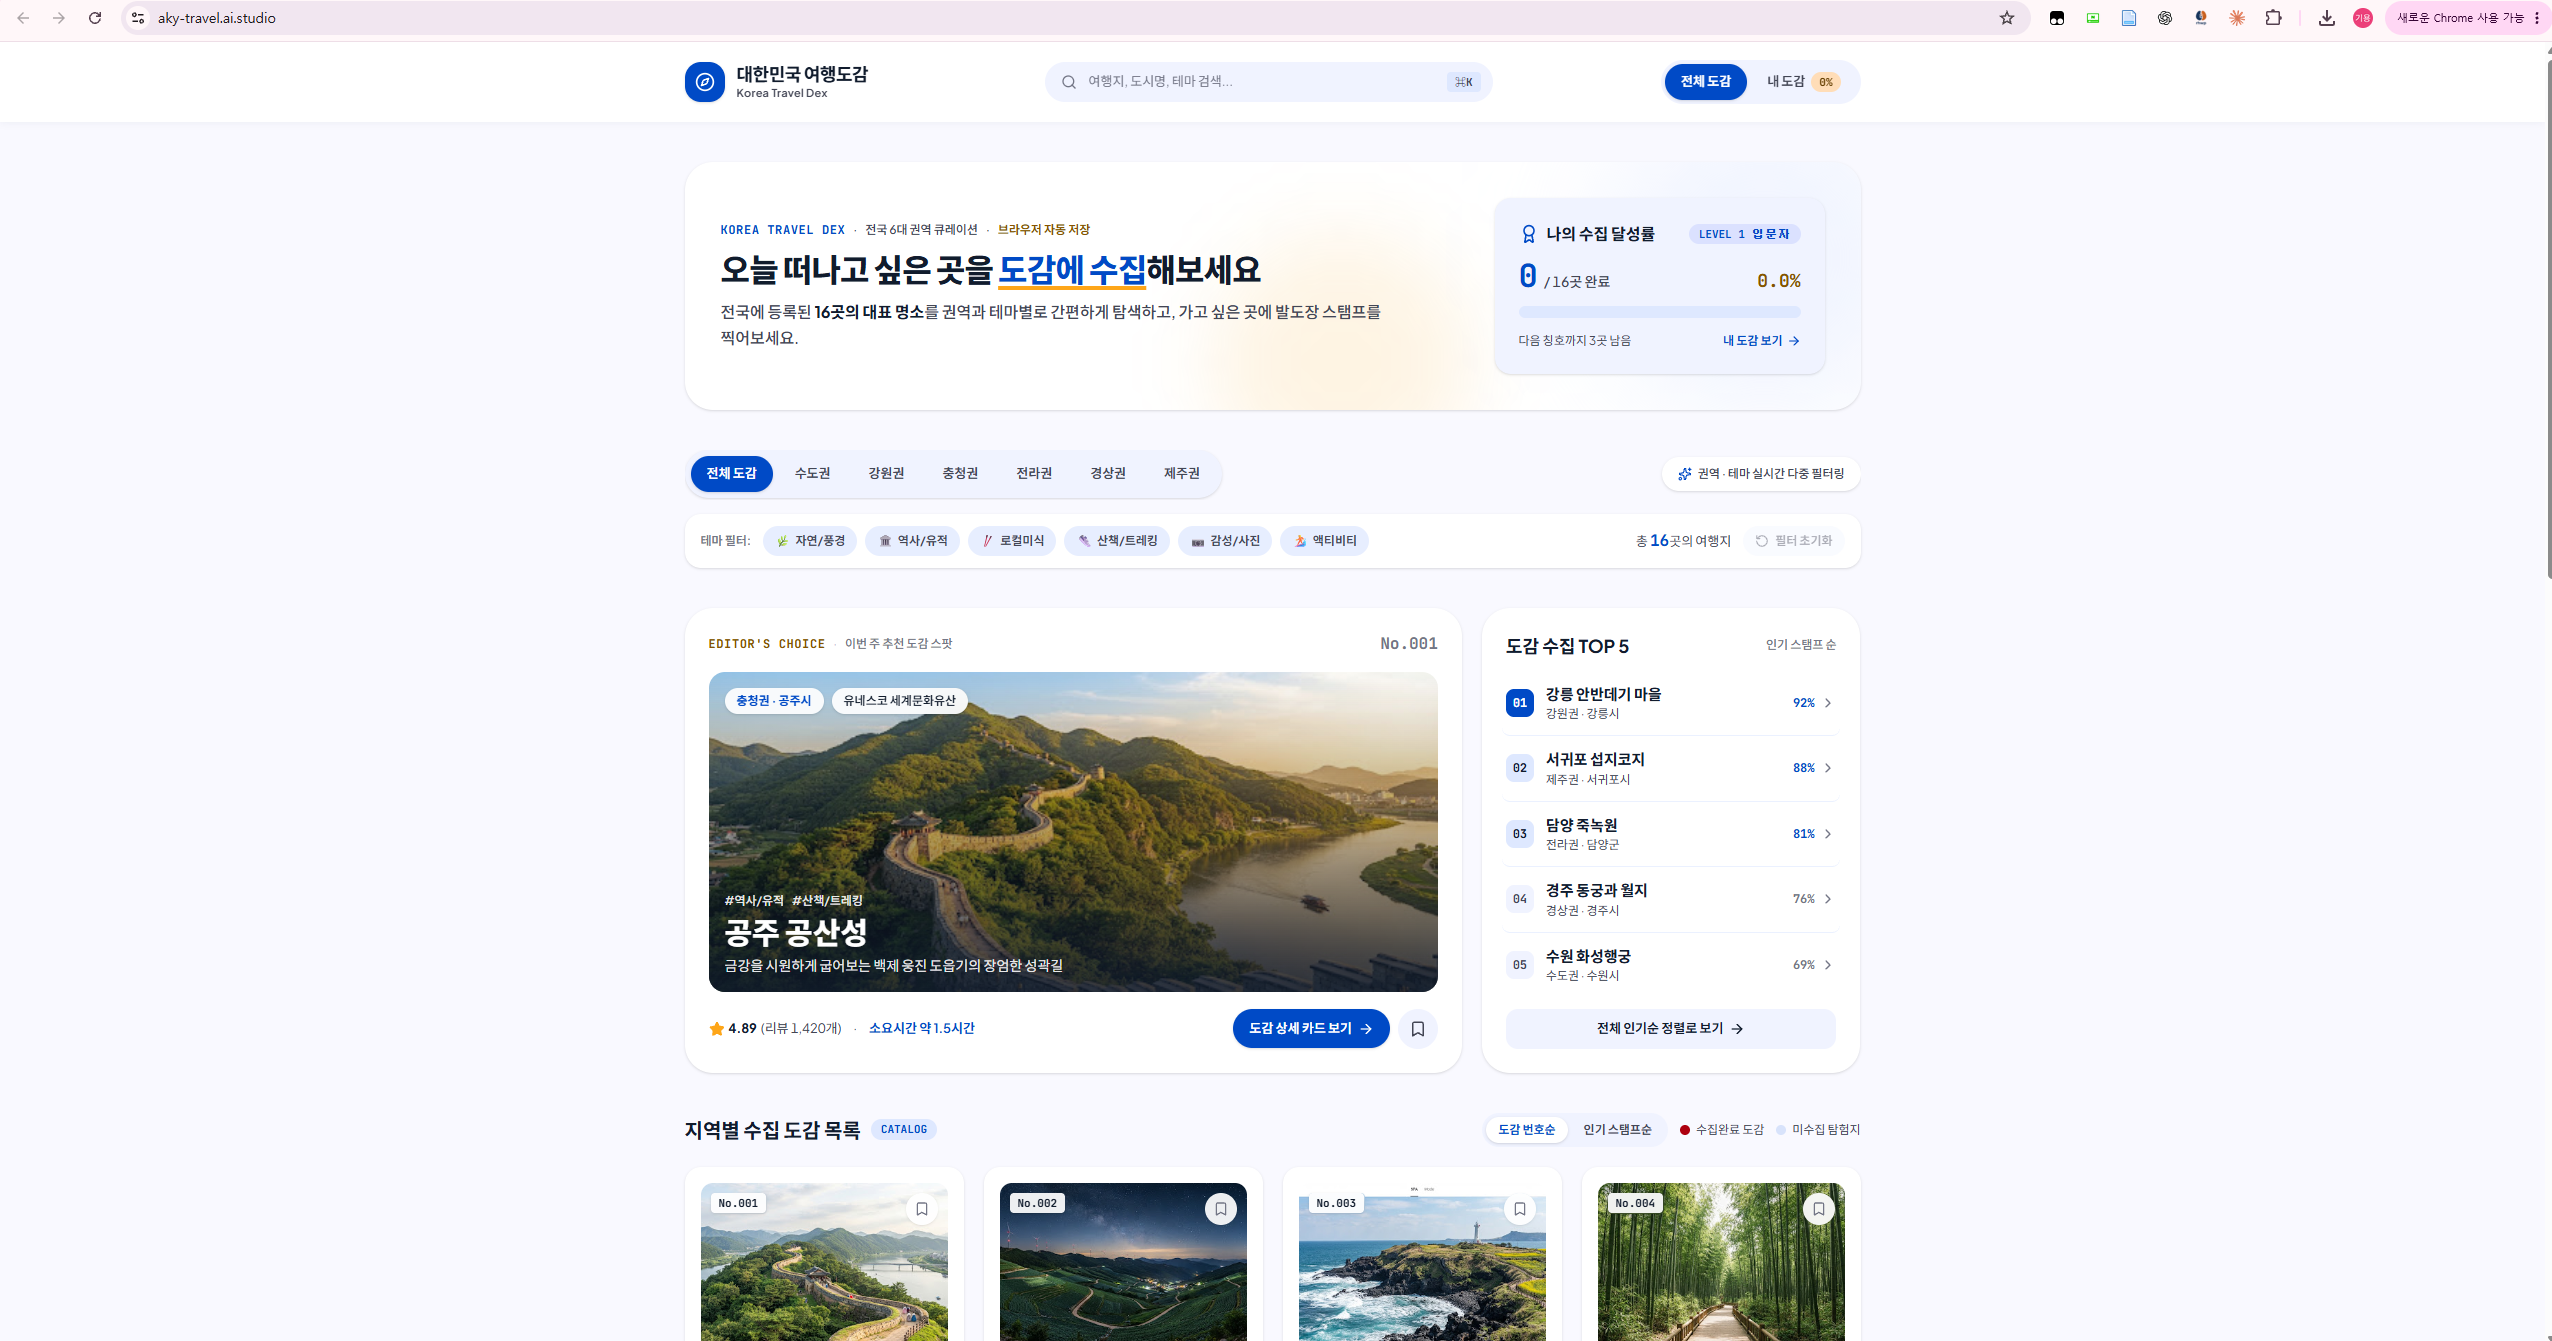 aky-travel.ai.studio
기용
새로운 Chrome 사용 가능
대한민국 여행도감
Korea Travel Dex
여행지, 도시명, 테마 검색...
⌘K
전체 도감
내 도감 0%
KOREA TRAVEL DEX · 전국 6대 권역 큐레이션 · 브라우저 자동 저장
오늘 떠나고 싶은 곳을 도감에 수집해보세요
전국에 등록된 16곳의 대표 명소를 권역과 테마별로 간편하게 탐색하고, 가고 싶은 곳에 발도장 스탬프를
찍어보세요.
나의 수집 달성률
LEVEL 1 입문자
0 /16곳 완료
0.0%
다음 칭호까지 3곳 남음
내 도감 보기 →
전체 도감 수도권 강원권 충청권 전라권 경상권 제주권
권역 · 테마 실시간 다중 필터링
테마 필터: 자연/풍경 역사/유적 로컬미식 산책/트레킹 감성/사진 액티비티
총 16곳의 여행지
필터 초기화
EDITOR'S CHOICE · 이번 주 추천 도감 스팟
No.001
충청권 · 공주시
유네스코 세계문화유산
#역사/유적 #산책/트레킹
공주 공산성
금강을 시원하게 굽어보는 백제 웅진 도읍기의 장엄한 성곽길
4.89 (리뷰 1,420개) · 소요시간 약 1.5시간
도감 상세 카드 보기 →
도감 수집 TOP 5
인기 스탬프 순
01 강릉 안반데기 마을 92%
강원권 · 강릉시
02 서귀포 섭지코지 88%
제주권 · 서귀포시
03 담양 죽녹원 81%
전라권 · 담양군
04 경주 동궁과 월지 76%
경상권 · 경주시
05 수원 화성행궁 69%
수도권 · 수원시
전체 인기순 정렬로 보기 →
지역별 수집 도감 목록
CATALOG
도감 번호순 인기 스탬프순
수집완료 도감 미수집 탐험지
No.001
No.002
No.003
No.004